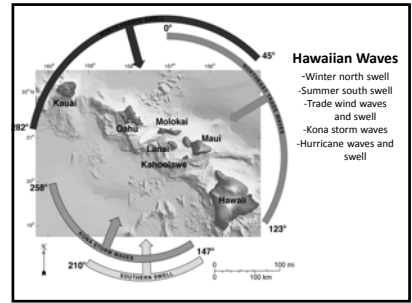 0°
45°
282°
258°
210°
147°
123°
Kauai
Oahu
Molokai
Lanai
Maui
Kahoolawe
Hawaii
KONA STORM WAVES
SOUTHERN SWELL
0 100 mi
0 100 km
Hawaiian Waves
-Winter north swell
-Summer south swell
-Trade wind waves
and swell
-Kona storm waves
-Hurricane waves and
swell